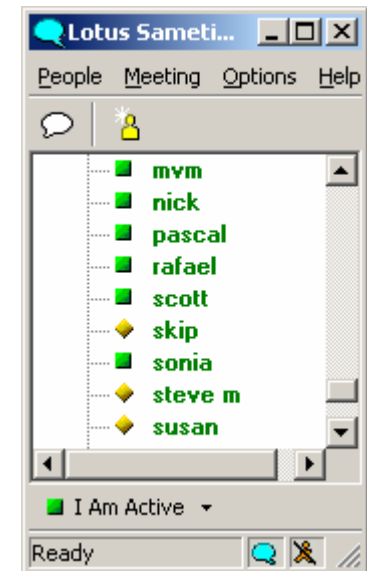 Lotus Sameti...
People Meeting Options Help
mvm
nick
pascal
rafael
scott
skip
sonia
steve m
susan
I Am Active
Ready